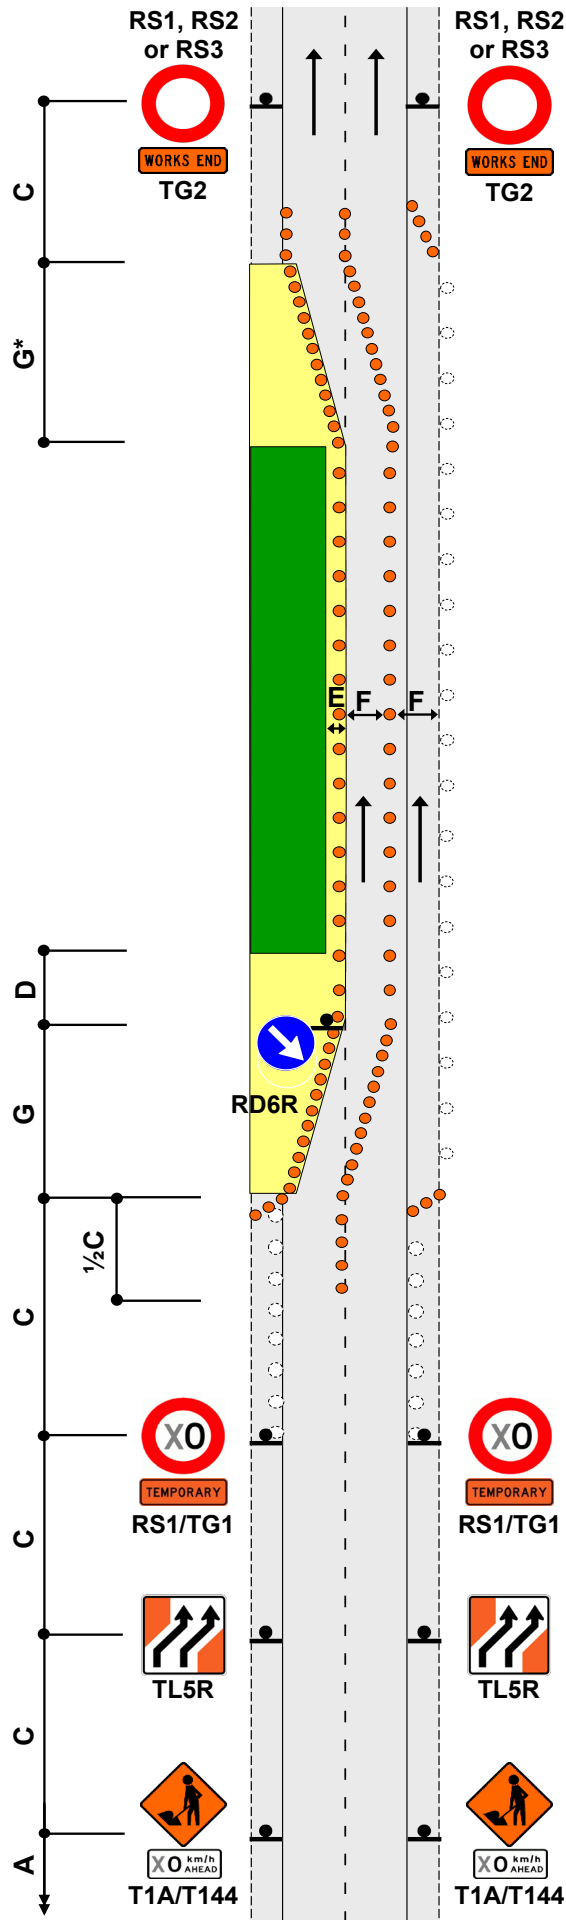 RS1, RS2
or RS3
RS1, RS2
or RS3
WORKS END
WORKS END
TG2
TG2
C
G*
E
F
F
D
RD6R
G
½C
C
X0
X0
TEMPORARY
TEMPORARY
RS1/TG1
RS1/TG1
C
TL5R
TL5R
C
X0 km/h
AHEAD
X0 km/h
AHEAD
A
T1A/T144
T1A/T144